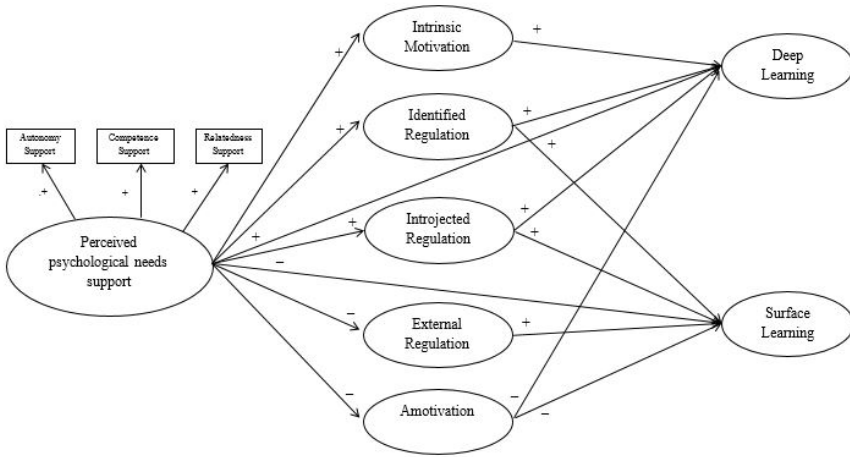 Intrinsic
Motivation
+
Deep
Learning
+
Identified
Regulation
+
+
+
Autonomy
Support
Competence
Support
Relatedness
Support
.+
+
+
Introjected
Regulation
+
+
+
+
Perceived
psychological needs
support
−
External
Regulation
−
+
Surface
Learning
Amotivation
−
−
−